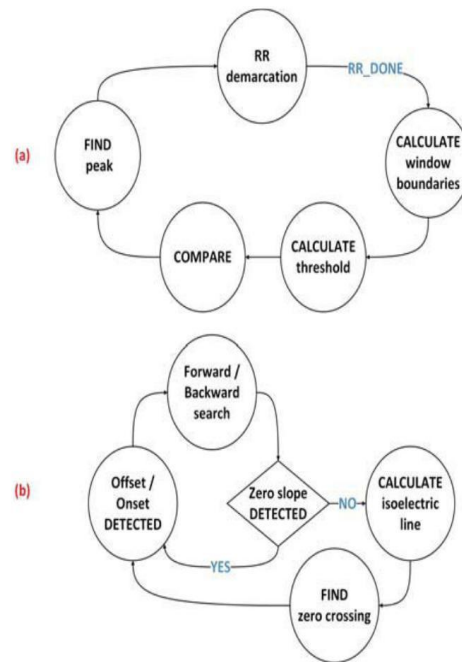 (a)
RR
demarcation
RR_DONE
CALCULATE
window
boundaries
CALCULATE
threshold
COMPARE
FIND
peak
(b)
Forward /
Backward
search
Zero slope
DETECTED
NO
CALCULATE
isoelectric
line
YES
FIND
zero crossing
Offset /
Onset
DETECTED